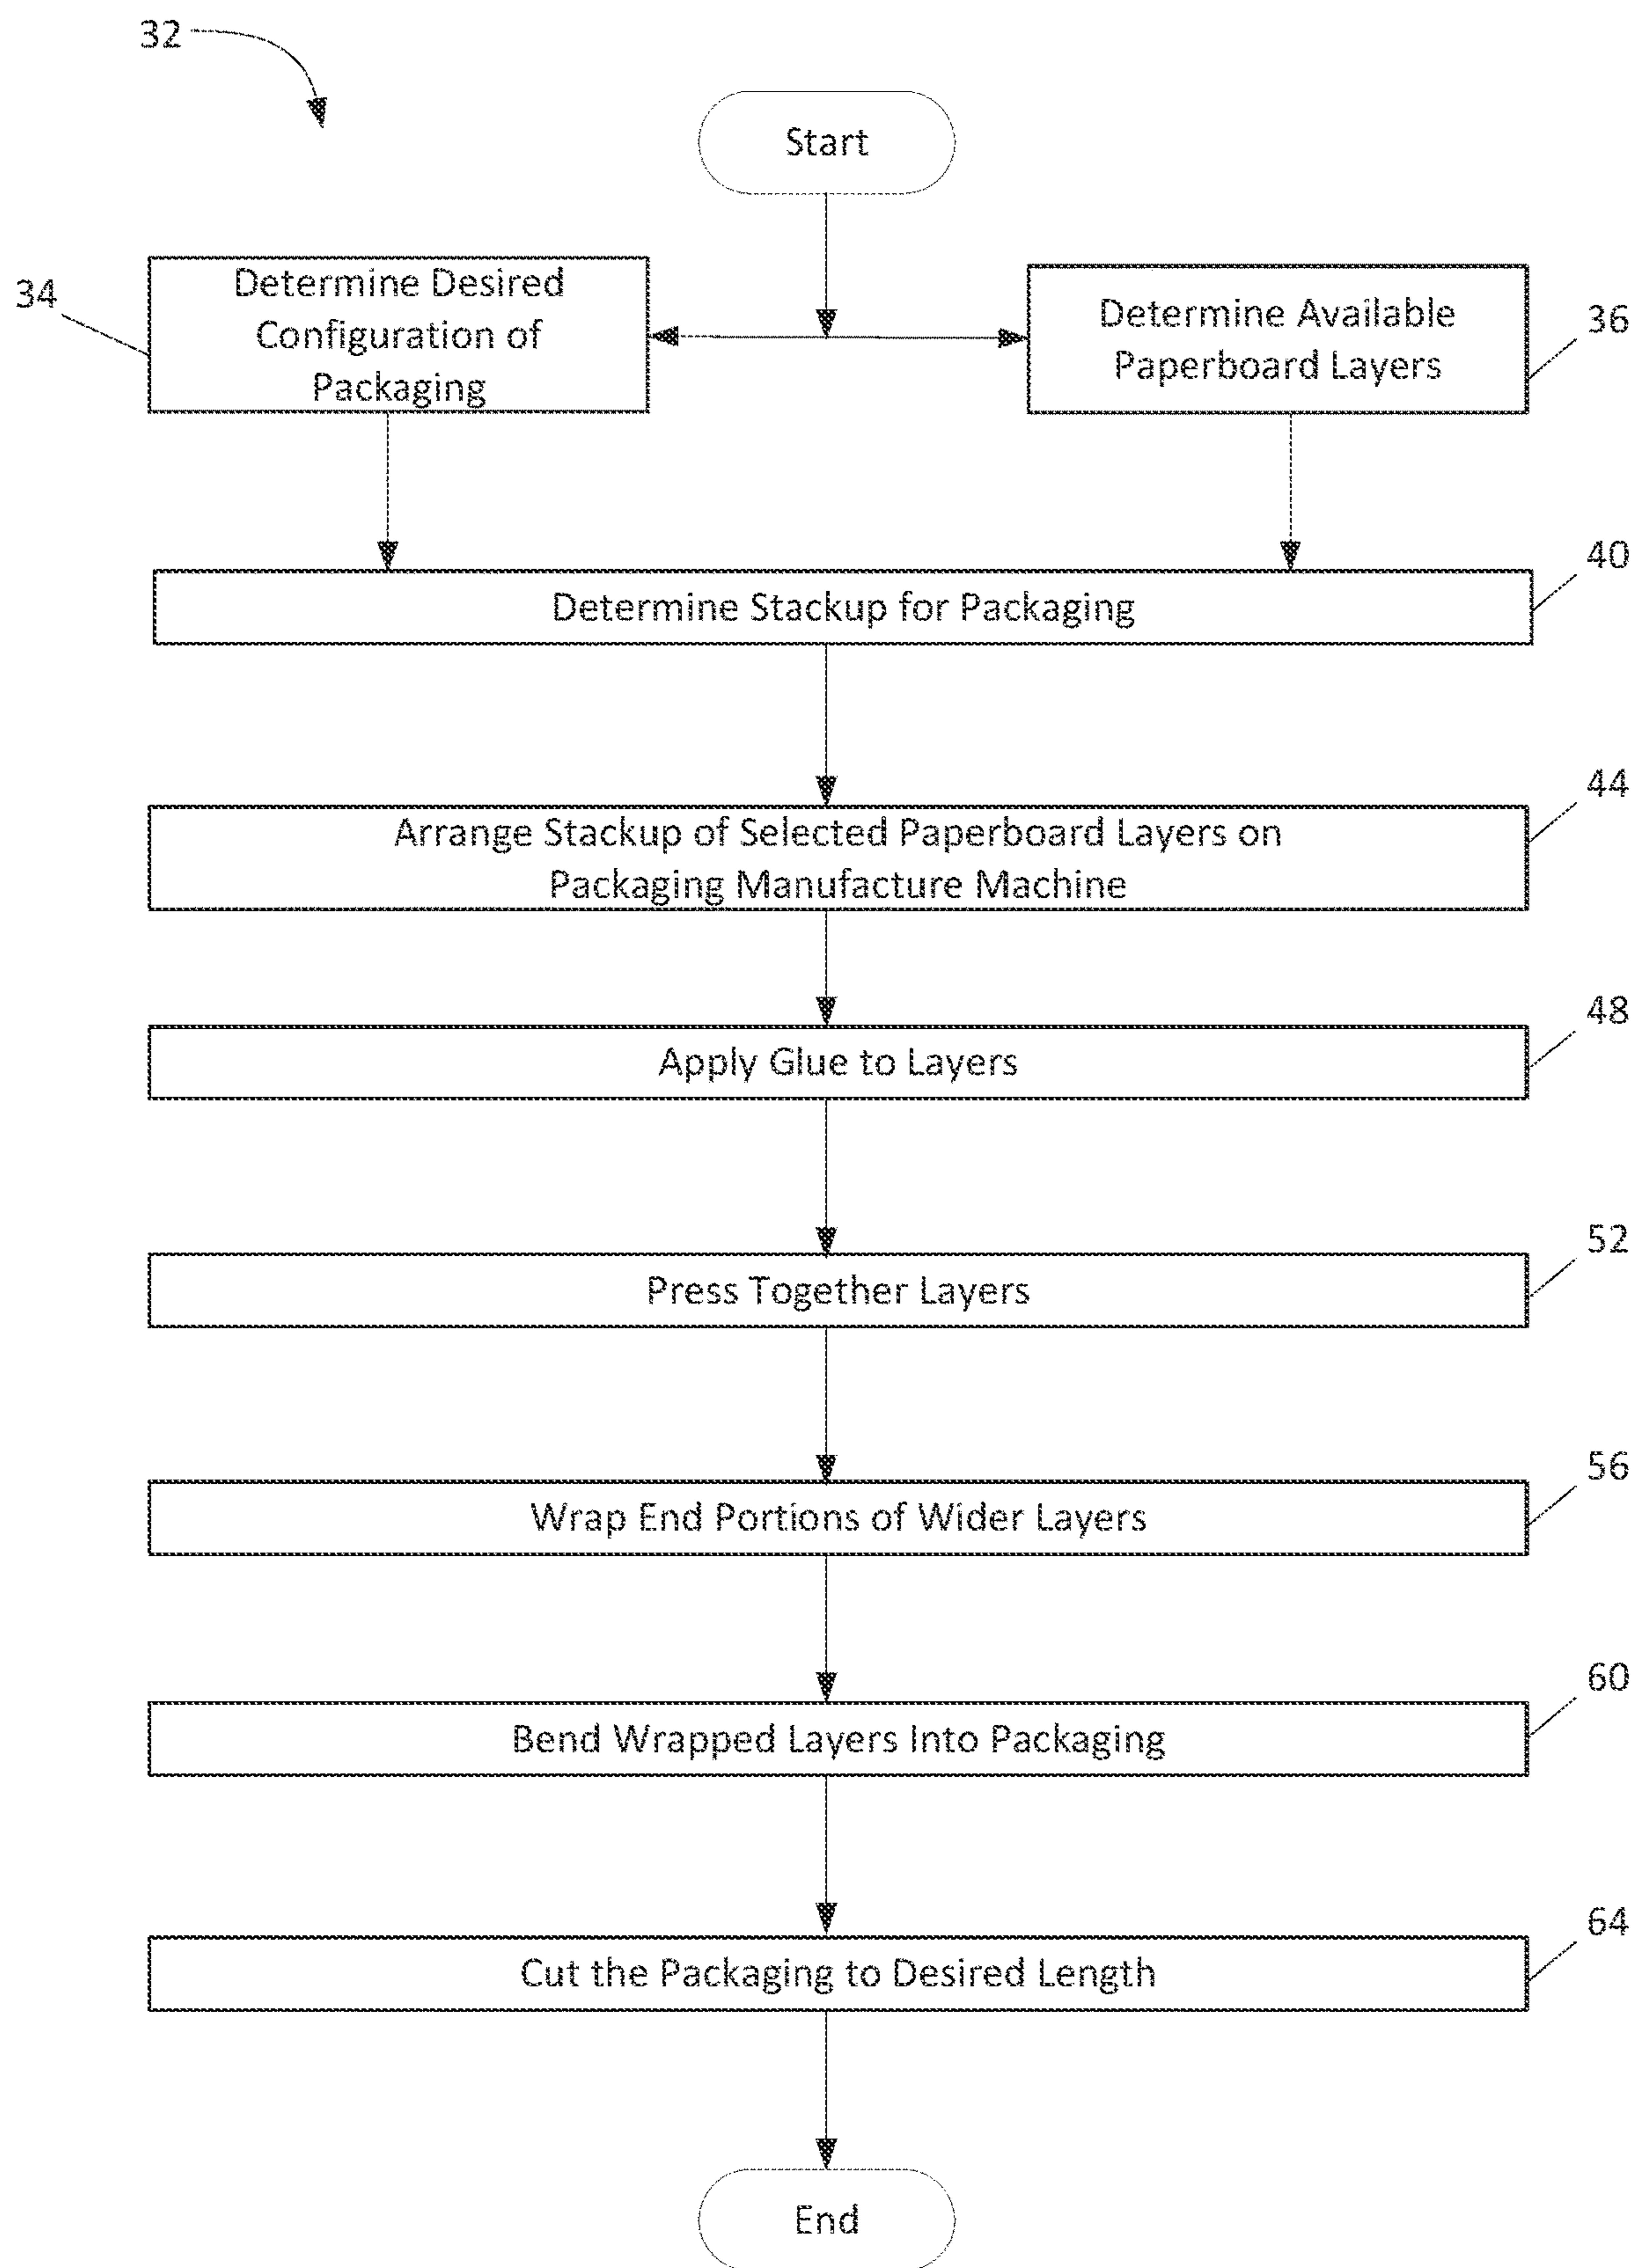 32
Start
34
Determine Desired
Configuration of
Packaging
Determine Available
Paperboard Layers
36
40
Determine Stackup for Packaging
44
Arrange Stackup of Selected Paperboard Layers on
Packaging Manufacture Machine
48
Apply Glue to Layers
52
Press Together Layers
56
Wrap End Portions of Wider Layers
60
Bend Wrapped Layers Into Packaging
64
Cut the Packaging to Desired Length
End